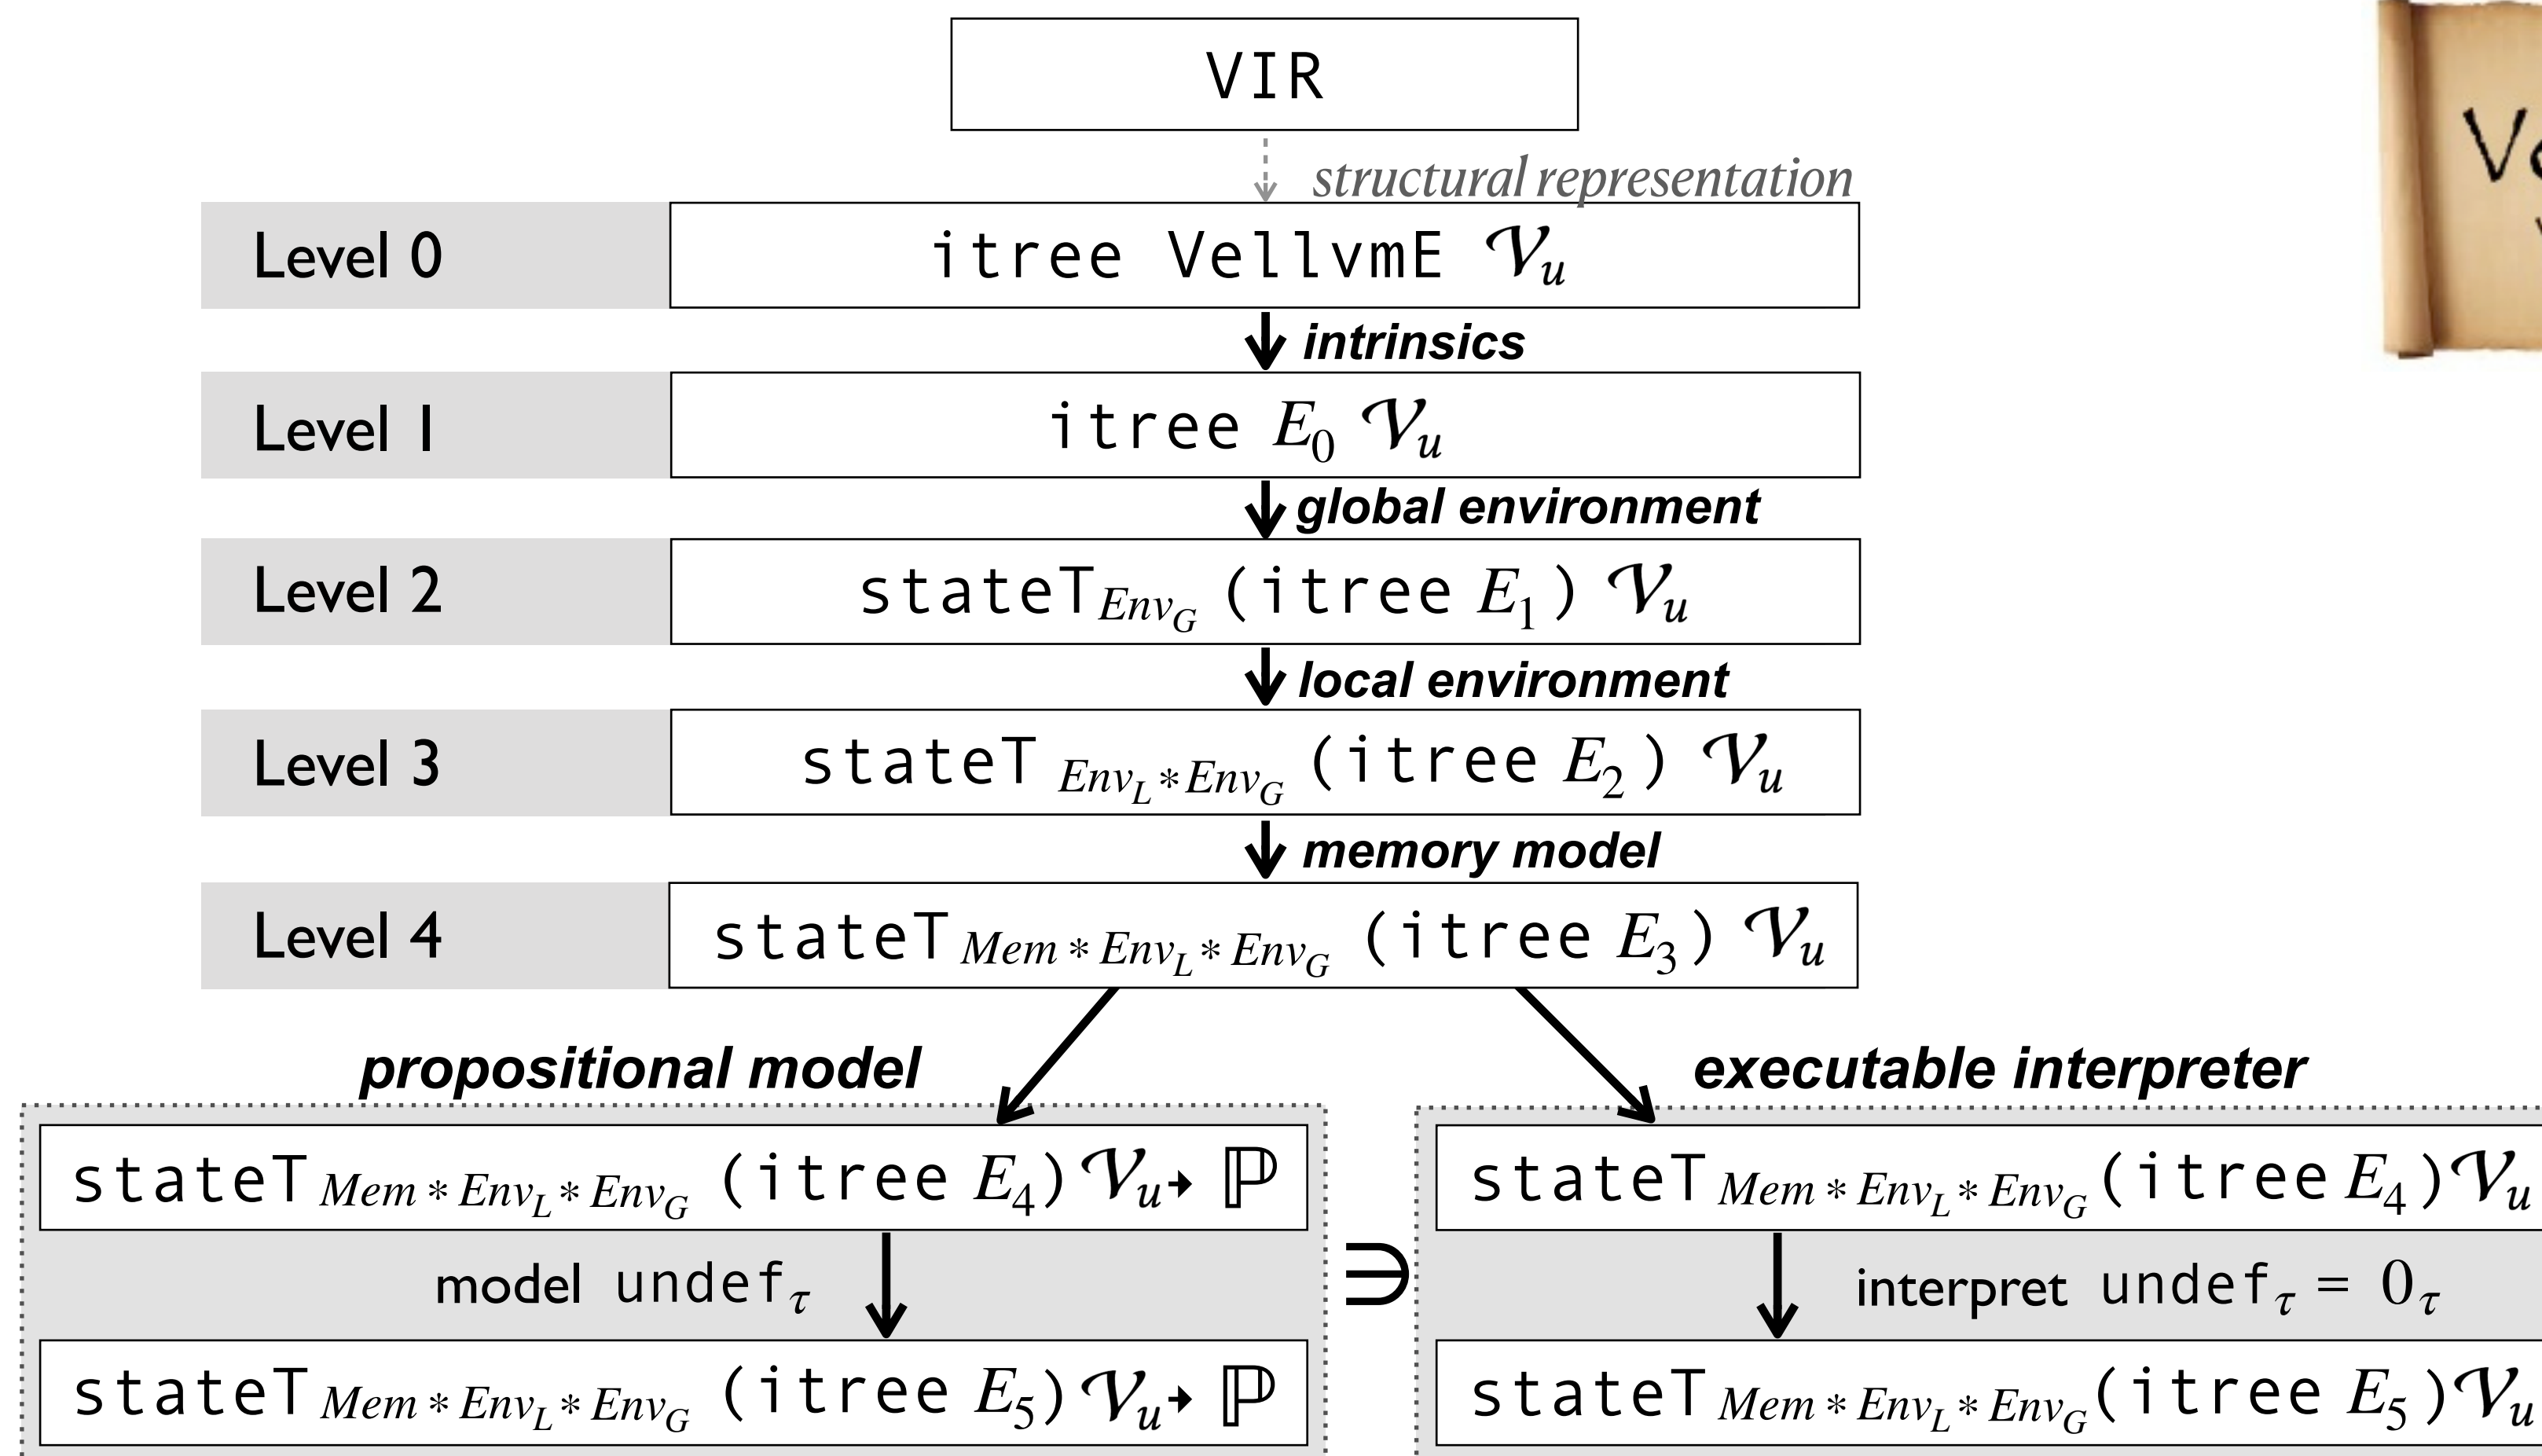 VIR
structural representation
Level 0 itree VellvmE 𝒱u
intrinsics
Level 1 itree E0 𝒱u
global environment
Level 2 stateT EnvG (itree E1) 𝒱u
local environment
Level 3 stateT EnvL*EnvG (itree E2) 𝒱u
memory model
Level 4 stateT Mem*EnvL*EnvG (itree E3) 𝒱u
propositional model
executable interpreter
stateT Mem*EnvL*EnvG (itree E4) 𝒱u → ℙ
∋
stateT Mem*EnvL*EnvG (itree E4) 𝒱u
model undefτ
interpret undefτ = 0τ
stateT Mem*EnvL*EnvG (itree E5) 𝒱u → ℙ
stateT Mem*EnvL*EnvG (itree E5) 𝒱u